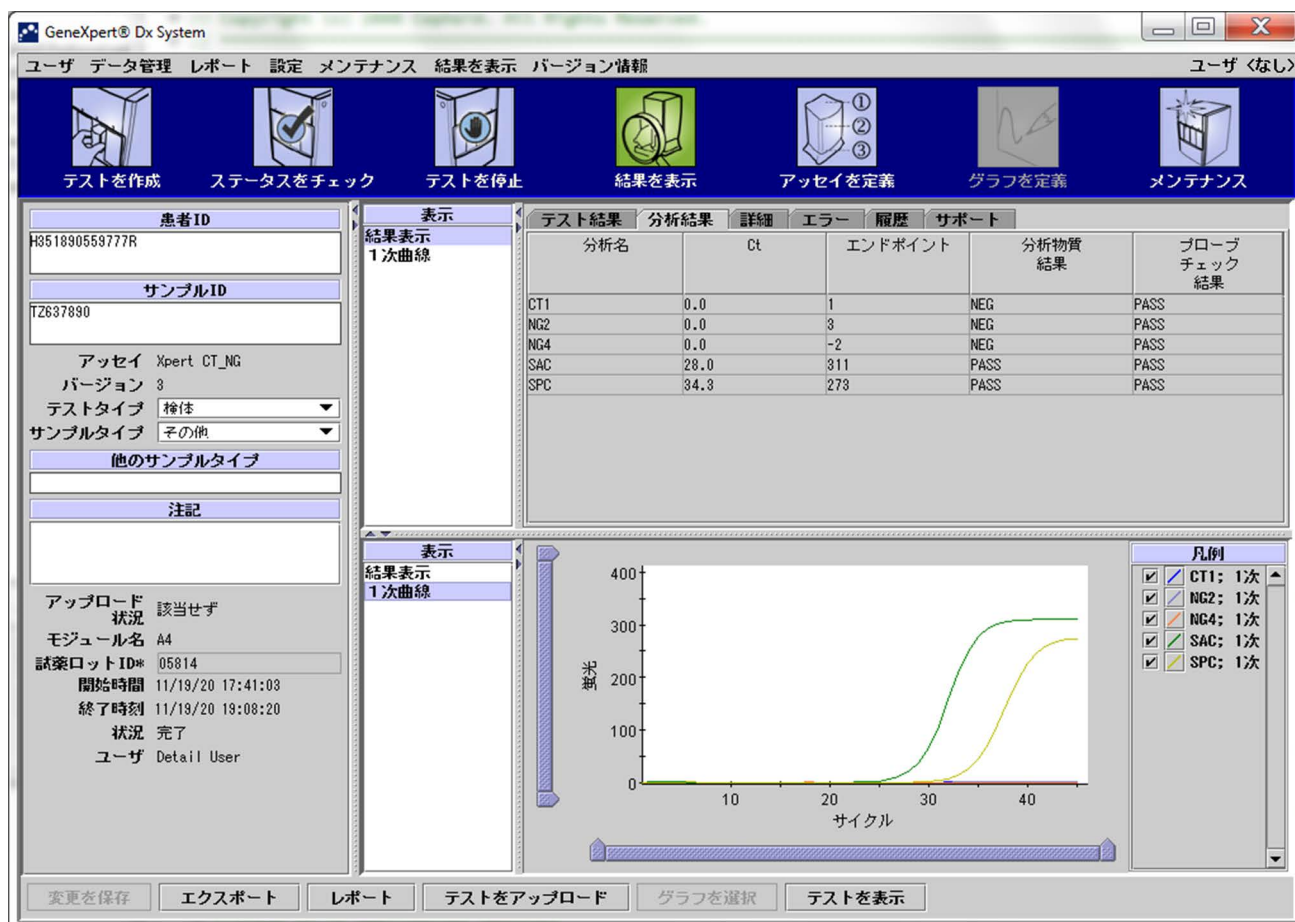 GeneXpert® Dx System
ユーザ データ管理 レポート 設定 メンテナンス 結果を表示 バージョン情報 ユーザ <なし>
テストを作成 ステータスをチェック テストを停止 結果を表示 アッセイを定義 グラフを定義 メンテナンス
① ② ③
患者ID
H351890559777R
サンプルID
TZ637890
アッセイ Xpert CT_NG
バージョン 3
テストタイプ 検体
サンプルタイプ その他
他のサンプルタイプ
注記
アップロード状況 該当せず
モジュール名 A4
試薬ロットID* 05814
開始時間 11/19/20 17:41:03
終了時刻 11/19/20 19:08:20
状況 完了
ユーザ Detail User
表示
結果表示
1次曲線
テスト結果 分析結果 詳細 エラー 履歴 サポート
分析名 Ct エンドポイント 分析物質結果 プローブチェック結果
CT1 0.0 1 NEG PASS
NG2 0.0 3 NEG PASS
NG4 0.0 -2 NEG PASS
SAC 28.0 311 PASS PASS
SPC 34.3 273 PASS PASS
表示
結果表示
1次曲線
400
300
200
100
0
蛍光
10 20 30 40
サイクル
凡例
CT1; 1次
NG2; 1次
NG4; 1次
SAC; 1次
SPC; 1次
変更を保存 エクスポート レポート テストをアップロード グラフを選択 テストを表示